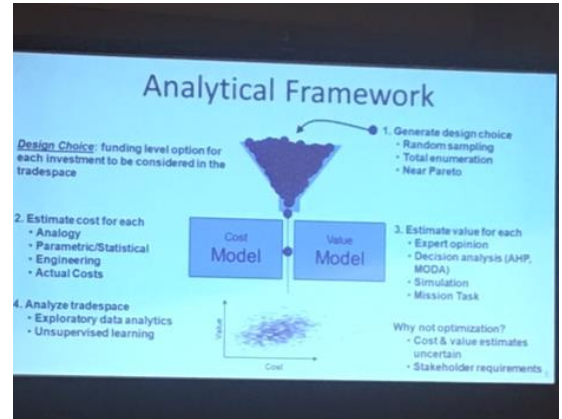 Analytical Framework
Design Choice: funding level option for
each investment to be considered in the
tradespace
1. Generate design choice
• Random sampling
• Total enumeration
• Near Pareto
2. Estimate cost for each
• Analogy
• Parametric/Statistical
• Engineering
• Actual Costs
Cost
Model
Value
Model
3. Estimate value for each
• Expert opinion
• Decision analysis (AHP,
MODA)
• Simulation
• Mission Task
4. Analyze tradespace
• Exploratory data analytics
• Unsupervised learning
Value
Cost
Why not optimization?
• Cost & value estimates
uncertain
• Stakeholder requirements